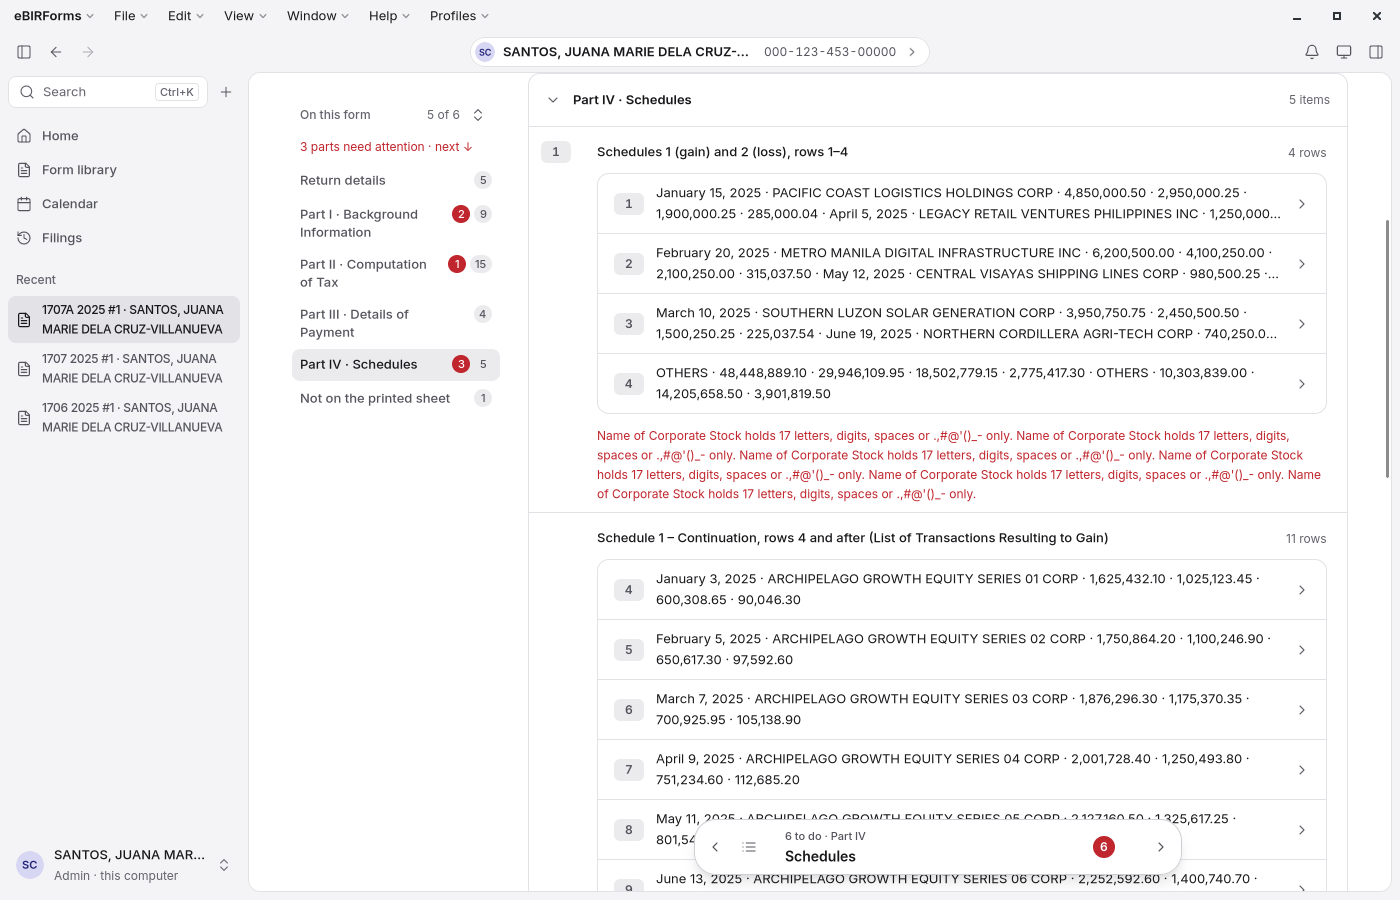 eBIRForms File Edit View Window Help Profiles
SC SANTOS, JUANA MARIE DELA CRUZ-... 000-123-453-00000
Search Ctrl+K
Home
Form library
Calendar
Filings
Recent
1707A 2025 #1 · SANTOS, JUANA
MARIE DELA CRUZ-VILLANUEVA
1707 2025 #1 · SANTOS, JUANA
MARIE DELA CRUZ-VILLANUEVA
1706 2025 #1 · SANTOS, JUANA
MARIE DELA CRUZ-VILLANUEVA
SC SANTOS, JUANA MAR...
Admin · this computer
On this form 5 of 6
3 parts need attention · next ↓
Return details 5
Part I · Background 2 9
Information
Part II · Computation 1 15
of Tax
Part III · Details of 4
Payment
Part IV · Schedules 3 5
Not on the printed sheet 1
Part IV · Schedules 5 items
1 Schedules 1 (gain) and 2 (loss), rows 1–4 4 rows
1 January 15, 2025 · PACIFIC COAST LOGISTICS HOLDINGS CORP · 4,850,000.50 · 2,950,000.25 ·
1,900,000.25 · 285,000.04 · April 5, 2025 · LEGACY RETAIL VENTURES PHILIPPINES INC · 1,250,000...
2 February 20, 2025 · METRO MANILA DIGITAL INFRASTRUCTURE INC · 6,200,500.00 · 4,100,250.00 ·
2,100,250.00 · 315,037.50 · May 12, 2025 · CENTRAL VISAYAS SHIPPING LINES CORP · 980,500.25 ·...
3 March 10, 2025 · SOUTHERN LUZON SOLAR GENERATION CORP · 3,950,750.75 · 2,450,500.50 ·
1,500,250.25 · 225,037.54 · June 19, 2025 · NORTHERN CORDILLERA AGRI-TECH CORP · 740,250.0...
4 OTHERS · 48,448,889.10 · 29,946,109.95 · 18,502,779.15 · 2,775,417.30 · OTHERS · 10,303,839.00 ·
14,205,658.50 · 3,901,819.50
Name of Corporate Stock holds 17 letters, digits, spaces or .,#@'()_- only. Name of Corporate Stock holds 17 letters, digits,
spaces or .,#@'()_- only. Name of Corporate Stock holds 17 letters, digits, spaces or .,#@'()_- only. Name of Corporate Stock
holds 17 letters, digits, spaces or .,#@'()_- only. Name of Corporate Stock holds 17 letters, digits, spaces or .,#@'()_- only. Name
of Corporate Stock holds 17 letters, digits, spaces or .,#@'()_- only.
Schedule 1 – Continuation, rows 4 and after (List of Transactions Resulting to Gain) 11 rows
4 January 3, 2025 · ARCHIPELAGO GROWTH EQUITY SERIES 01 CORP · 1,625,432.10 · 1,025,123.45 ·
600,308.65 · 90,046.30
5 February 5, 2025 · ARCHIPELAGO GROWTH EQUITY SERIES 02 CORP · 1,750,864.20 · 1,100,246.90 ·
650,617.30 · 97,592.60
6 March 7, 2025 · ARCHIPELAGO GROWTH EQUITY SERIES 03 CORP · 1,876,296.30 · 1,175,370.35 ·
700,925.95 · 105,138.90
7 April 9, 2025 · ARCHIPELAGO GROWTH EQUITY SERIES 04 CORP · 2,001,728.40 · 1,250,493.80 ·
751,234.60 · 112,685.20
8 May 11, 2025 · ARCHIPELAGO GROWTH EQUITY SERIES 05 CORP · 2,127,160.50 · 1,325,617.25 ·
801,54
9 June 13, 2025 · ARCHIPELAGO GROWTH EQUITY SERIES 06 CORP · 2,252,592.60 · 1,400,740.70 ·
6 to do · Part IV
Schedules 6